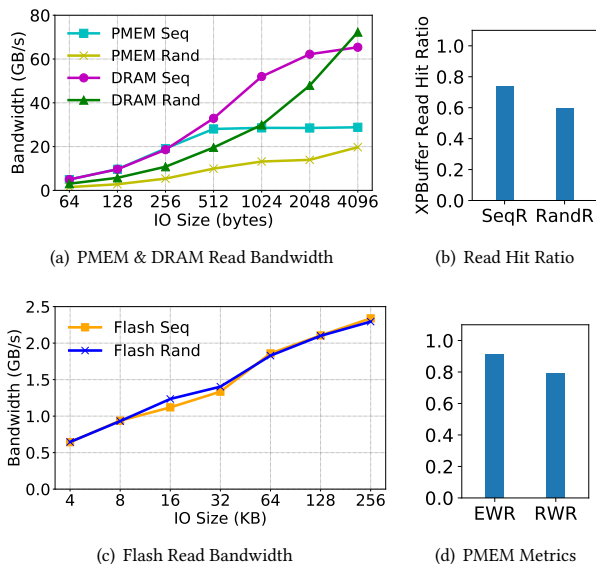 80
60
40
20
0
Bandwidth (GB/s)
PMEM Seq
PMEM Rand
DRAM Seq
DRAM Rand
64 128 256 512 1024 2048 4096
IO Size (bytes)
(a) PMEM & DRAM Read Bandwidth
1.0
0.8
0.6
0.4
0.2
0.0
XPBuffer Read Hit Ratio
SeqR RandR
(b) Read Hit Ratio
2.5
2.0
1.5
1.0
0.5
0.0
Bandwidth (GB/s)
Flash Seq
Flash Rand
4 8 16 32 64 128 256
IO Size (KB)
(c) Flash Read Bandwidth
1.0
0.8
0.6
0.4
0.2
0.0
EWR RWR
(d) PMEM Metrics